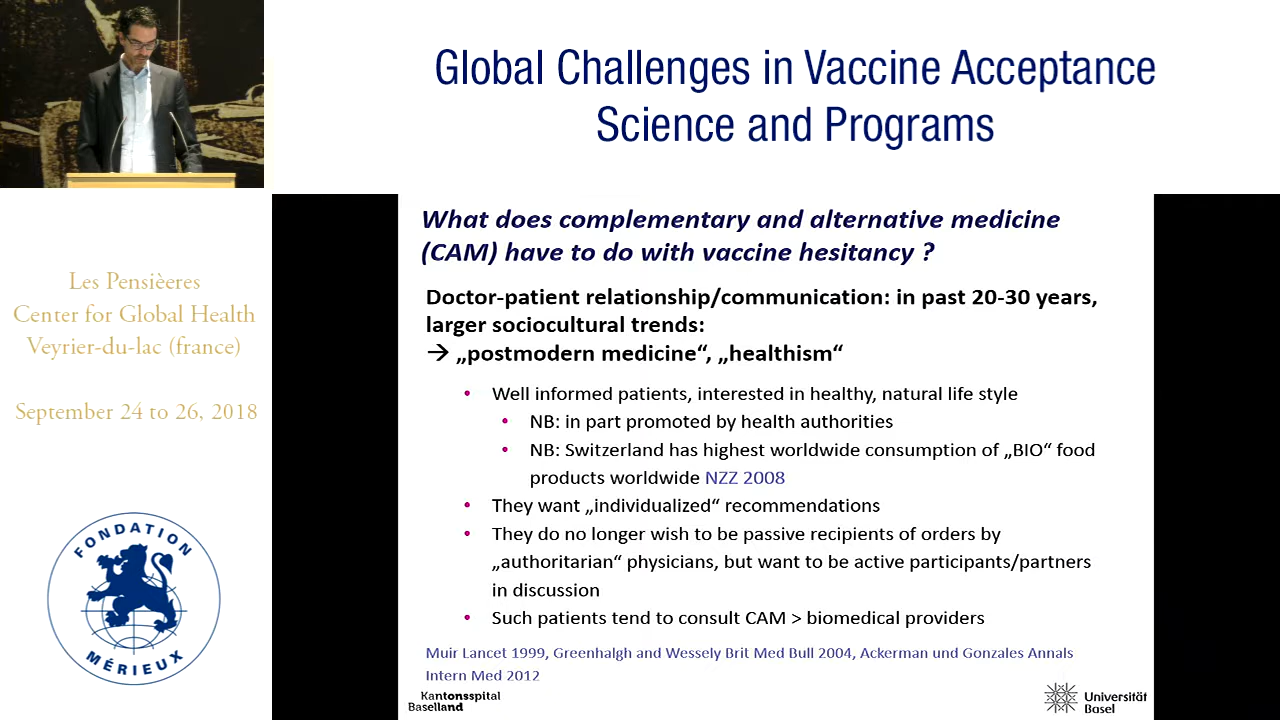 Global Challenges in Vaccine Acceptance
Science and Programs
Les Pensièeres
Center for Global Health
Veyrier-du-lac (france)
September 24 to 26, 2018
FONDATION
MÉRIEUX
What does complementary and alternative medicine
(CAM) have to do with vaccine hesitancy ?
Doctor-patient relationship/communication: in past 20-30 years,
larger sociocultural trends:
→ „postmodern medicine“, „healthism“
• Well informed patients, interested in healthy, natural life style
• NB: in part promoted by health authorities
• NB: Switzerland has highest worldwide consumption of „BIO“ food
products worldwide NZZ 2008
• They want „individualized“ recommendations
• They do no longer wish to be passive recipients of orders by
„authoritarian“ physicians, but want to be active participants/partners
in discussion
• Such patients tend to consult CAM > biomedical providers
Muir Lancet 1999, Greenhalgh and Wessely Brit Med Bull 2004, Ackerman und Gonzales Annals
Intern Med 2012
Kantonsspital
Baselland
Universität
Basel